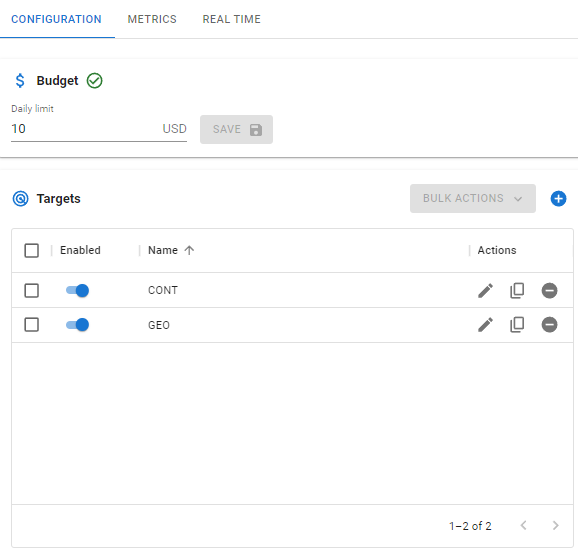 CONFIGURATION METRICS REAL TIME
$ Budget
Daily limit
10 USD SAVE
Targets BULK ACTIONS
Enabled Name Actions
CONT
GEO
1–2 of 2